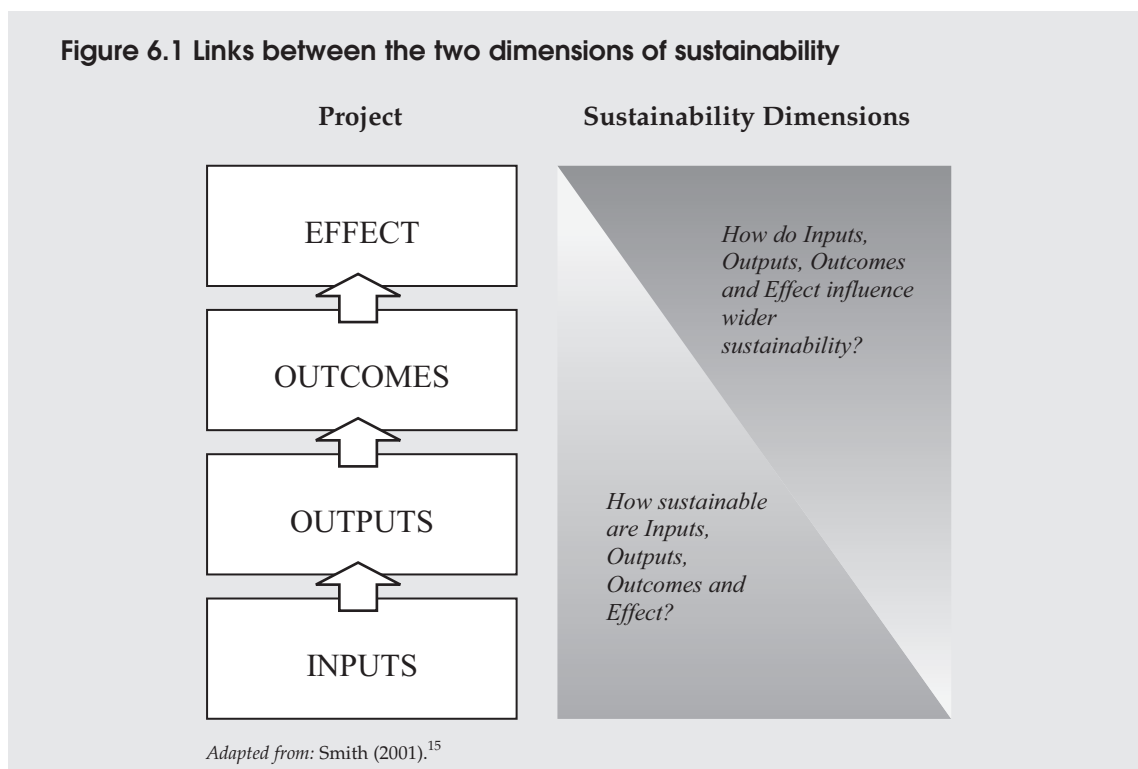 Figure 6.1 Links between the two dimensions of sustainability
Project
Sustainability Dimensions
EFFECT
OUTCOMES
OUTPUTS
INPUTS
How do Inputs,
Outputs, Outcomes
and Effect influence
wider
sustainability?
How sustainable
are Inputs,
Outputs,
Outcomes and
Effect?
Adapted from: Smith (2001).15